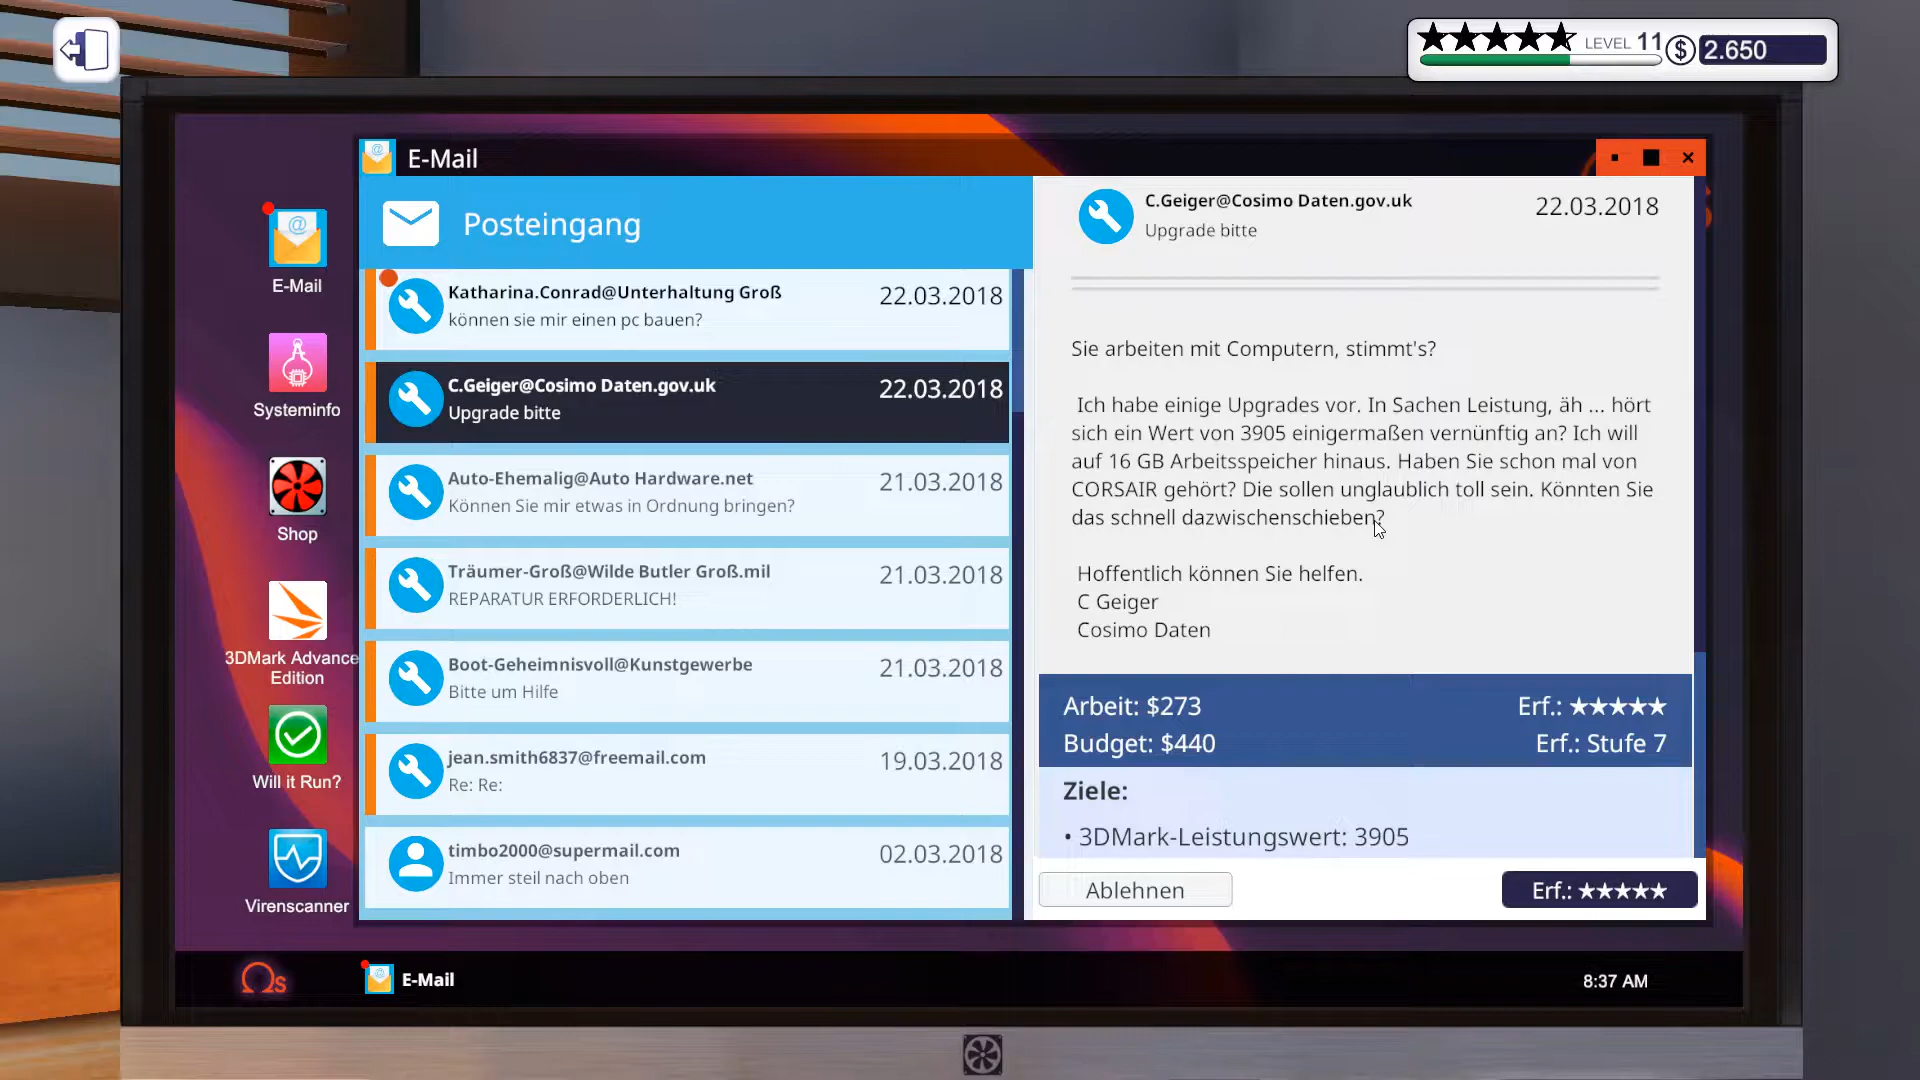 LEVEL 11
$ 2.650
E-Mail
Posteingang
E-Mail
Systeminfo
Shop
3DMark Advance
Edition
Will it Run?
Virenscanner
Katharina.Conrad@Unterhaltung Groß
22.03.2018
können sie mir einen pc bauen?
C.Geiger@Cosimo Daten.gov.uk
22.03.2018
Upgrade bitte
Auto-Ehemalig@Auto Hardware.net
21.03.2018
Können Sie mir etwas in Ordnung bringen?
Träumer-Groß@Wilde Butler Groß.mil
21.03.2018
REPARATUR ERFORDERLICH!
Boot-Geheimnisvoll@Kunstgewerbe
21.03.2018
Bitte um Hilfe
jean.smith6837@freemail.com
19.03.2018
Re: Re:
timbo2000@supermail.com
02.03.2018
Immer steil nach oben
C.Geiger@Cosimo Daten.gov.uk
22.03.2018
Upgrade bitte
Sie arbeiten mit Computern, stimmt's?
Ich habe einige Upgrades vor. In Sachen Leistung, äh ... hört
sich ein Wert von 3905 einigermaßen vernünftig an? Ich will
auf 16 GB Arbeitsspeicher hinaus. Haben Sie schon mal von
CORSAIR gehört? Die sollen unglaublich toll sein. Könnten Sie
das schnell dazwischenschieben?
Hoffentlich können Sie helfen.
C Geiger
Cosimo Daten
Arbeit: $273
Erf.: ★★★★★
Budget: $440
Erf.: Stufe 7
Ziele:
• 3DMark-Leistungswert: 3905
Ablehnen
Erf.: ★★★★★
Ωs
E-Mail
8:37 AM